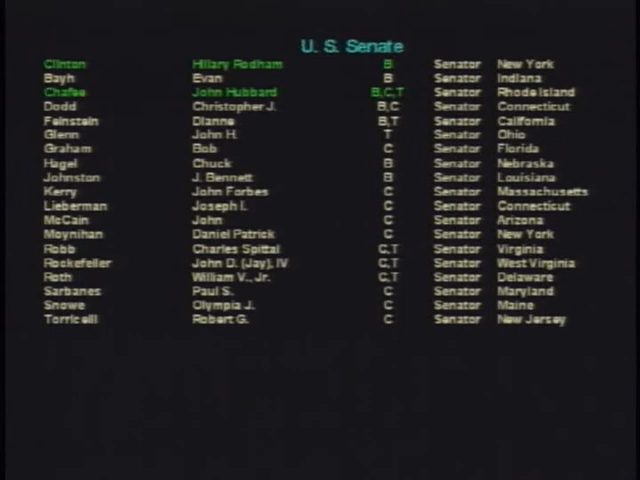 U. S. Senate
Clinton Hillary Rodham B Senator New York
Bayh Evan B Senator Indiana
Chafee John Hubbard B,C,T Senator Rhode Island
Dodd Christopher J. B,C Senator Connecticut
Feinstein Dianne B,T Senator California
Glenn John H. T Senator Ohio
Graham Bob C Senator Florida
Hagel Chuck B Senator Nebraska
Johnston J. Bennett B Senator Louisiana
Kerry John Forbes C Senator Massachusetts
Lieberman Joseph I. C Senator Connecticut
McCain John C Senator Arizona
Moynihan Daniel Patrick C Senator New York
Robb Charles Spittal C,T Senator Virginia
Rockefeller John D. (Jay), IV C,T Senator West Virginia
Roth William V., Jr. C,T Senator Delaware
Sarbanes Paul S. C Senator Maryland
Snowe Olympia J. C Senator Maine
Torricelli Robert G. C Senator New Jersey